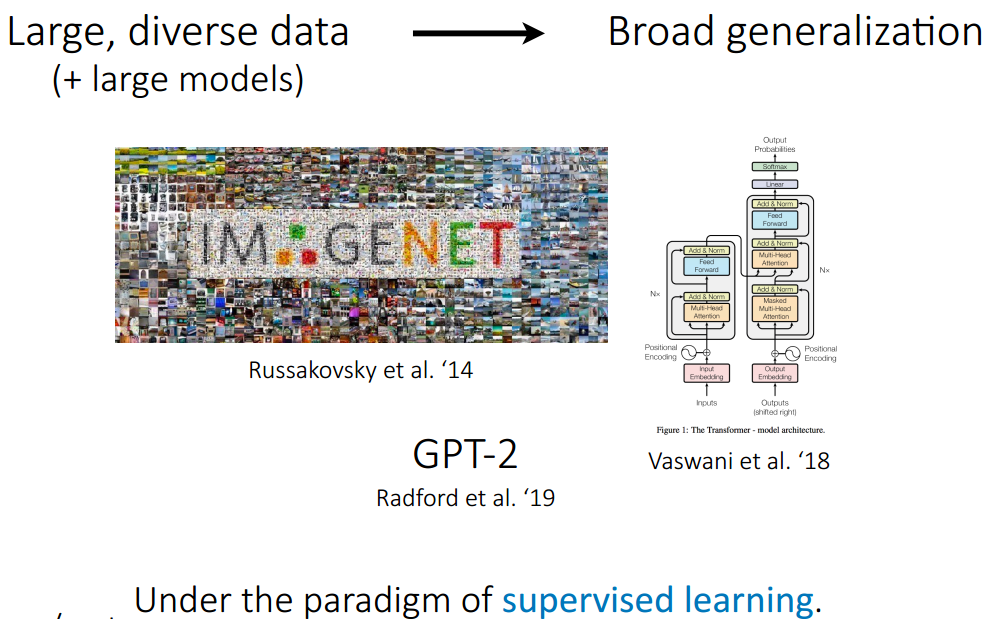 Large, diverse data
Broad generalization
(+ large models)
IMAGENET
Russakovsky et al. ‘14
Output
Probabilities
Softmax
Linear
Add & Norm
Feed
Forward
Add & Norm
Multi-Head
Attention
Add & Norm
Masked
Multi-Head
Attention
Nx
Add & Norm
Feed
Forward
Add & Norm
Multi-Head
Attention
Nx
Positional
Encoding
Positional
Encoding
Input
Embedding
Output
Embedding
Inputs
Outputs
(shifted right)
Figure 1: The Transformer - model architecture.
Vaswani et al. ‘18
GPT-2
Radford et al. ‘19
Under the paradigm of supervised learning.